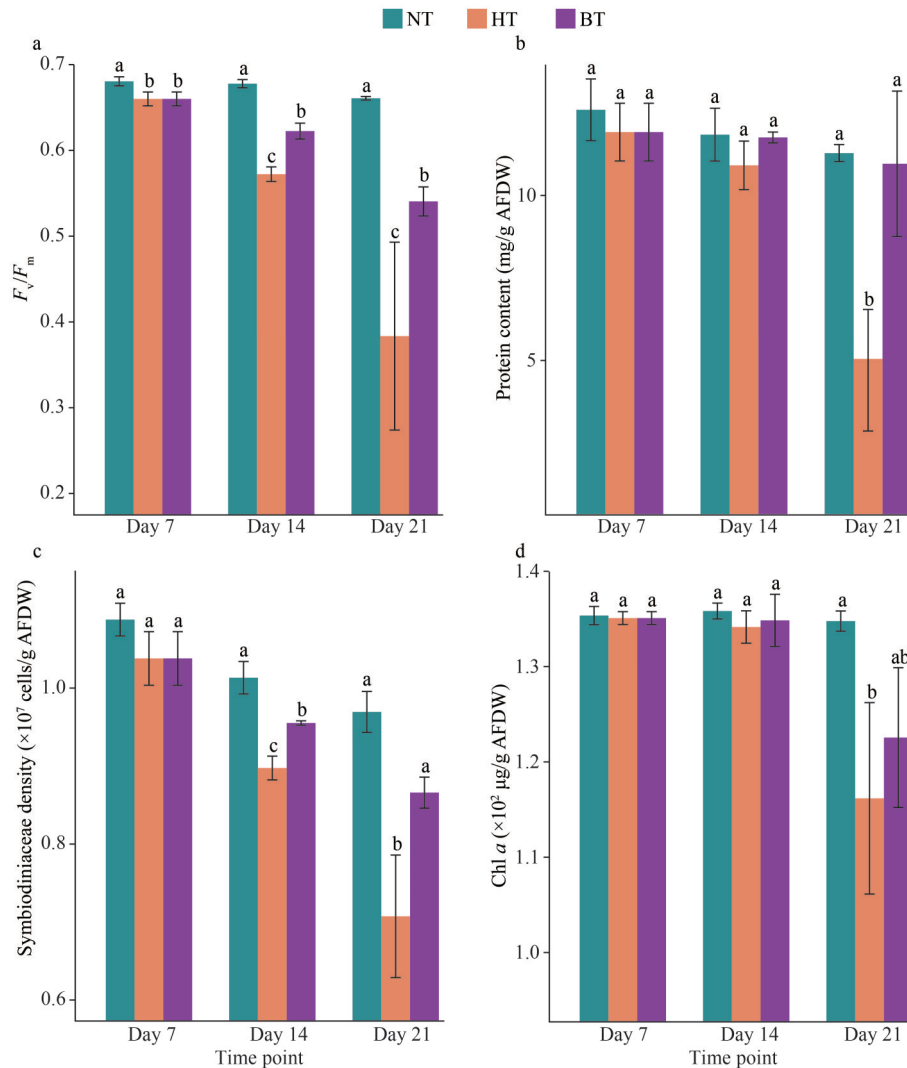 NT HT BT
a
0.7
0.6
0.5
0.4
0.3
0.2
F_v/F_m
a b b
a c b
a c b
Day 7 Day 14 Day 21
b
10
5
Protein content (mg/g AFDW)
a a a
a a a
a b a
Day 7 Day 14 Day 21
c
1.0
0.8
0.6
Symbiodiniaceae density (×10⁷ cells/g AFDW)
a a a
a c b
a b a
Day 7 Day 14 Day 21
Time point
d
1.4
1.3
1.2
1.1
1.0
Chl a (×10² μg/g AFDW)
a a a
a a a
a b ab
Day 7 Day 14 Day 21
Time point